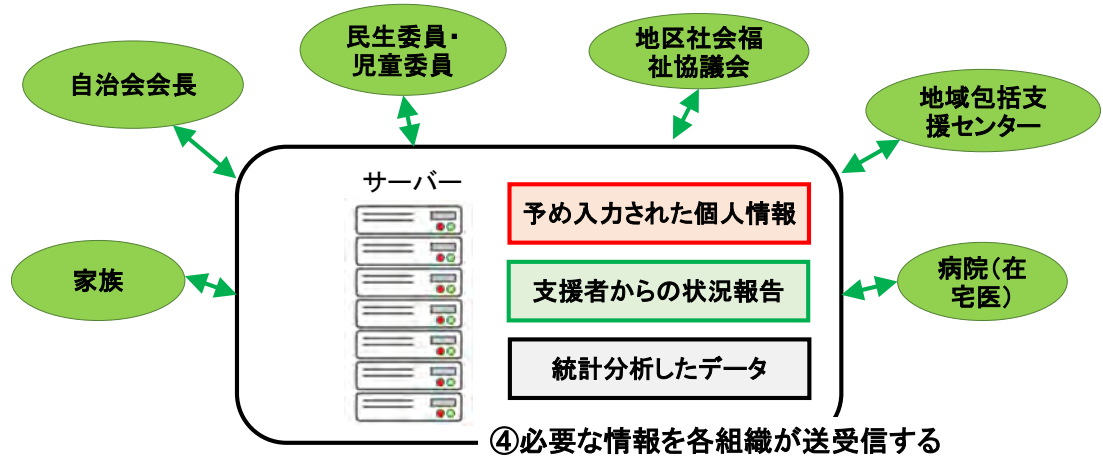 民生委員・
児童委員
地区社会福
祉協議会
自治会会長
地域包括支
援センター
サーバー
予め入力された個人情報
家族
支援者からの状況報告
病院（在
宅医）
統計分析したデータ
④必要な情報を各組織が送受信する